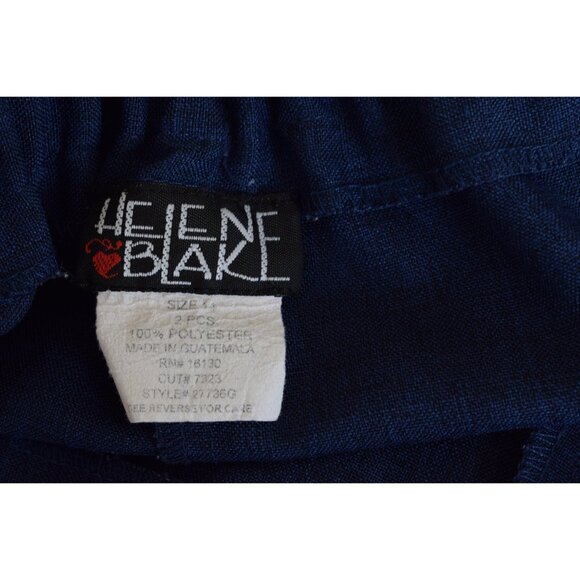 HELENE
BLAKE
SIZE
2 PCS
100% POLYESTER
MADE IN GUATEMALA
RN# 16130
CUT# 7323
STYLE# 27736G
SEE REVERSE FOR CARE